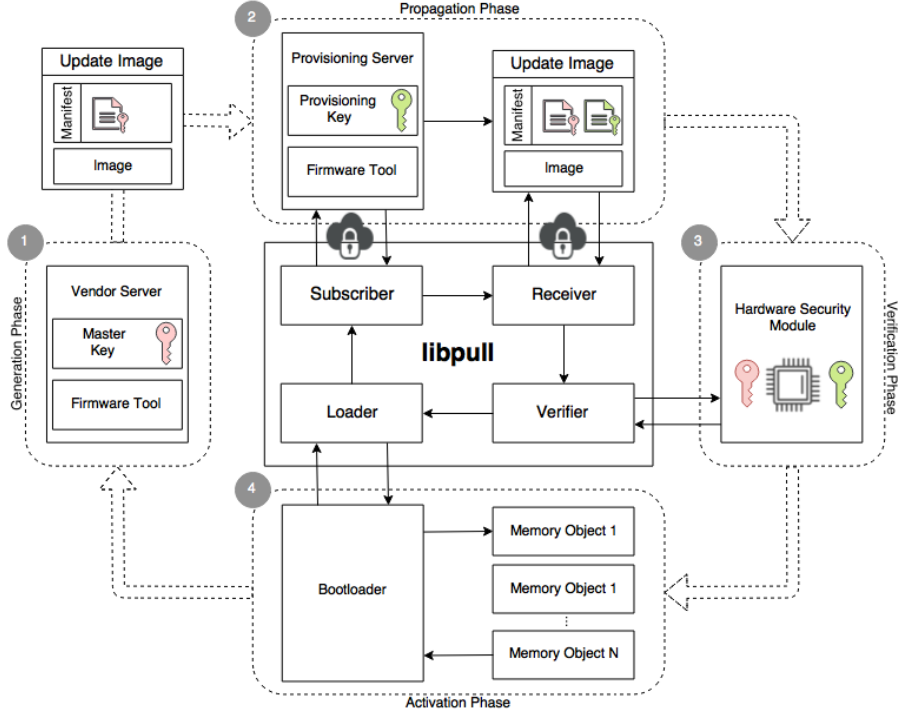 2
Propagation Phase
Update Image
Manifest
Image
Provisioning Server
Provisioning
Key
Firmware Tool
Update Image
Manifest
Image
1
Generation Phase
Vendor Server
Master
Key
Firmware Tool
Subscriber
Receiver
libpull
Loader
Verifier
3
Verification Phase
Hardware Security
Module
4
Bootloader
Memory Object 1
Memory Object 1
...
Memory Object N
Activation Phase